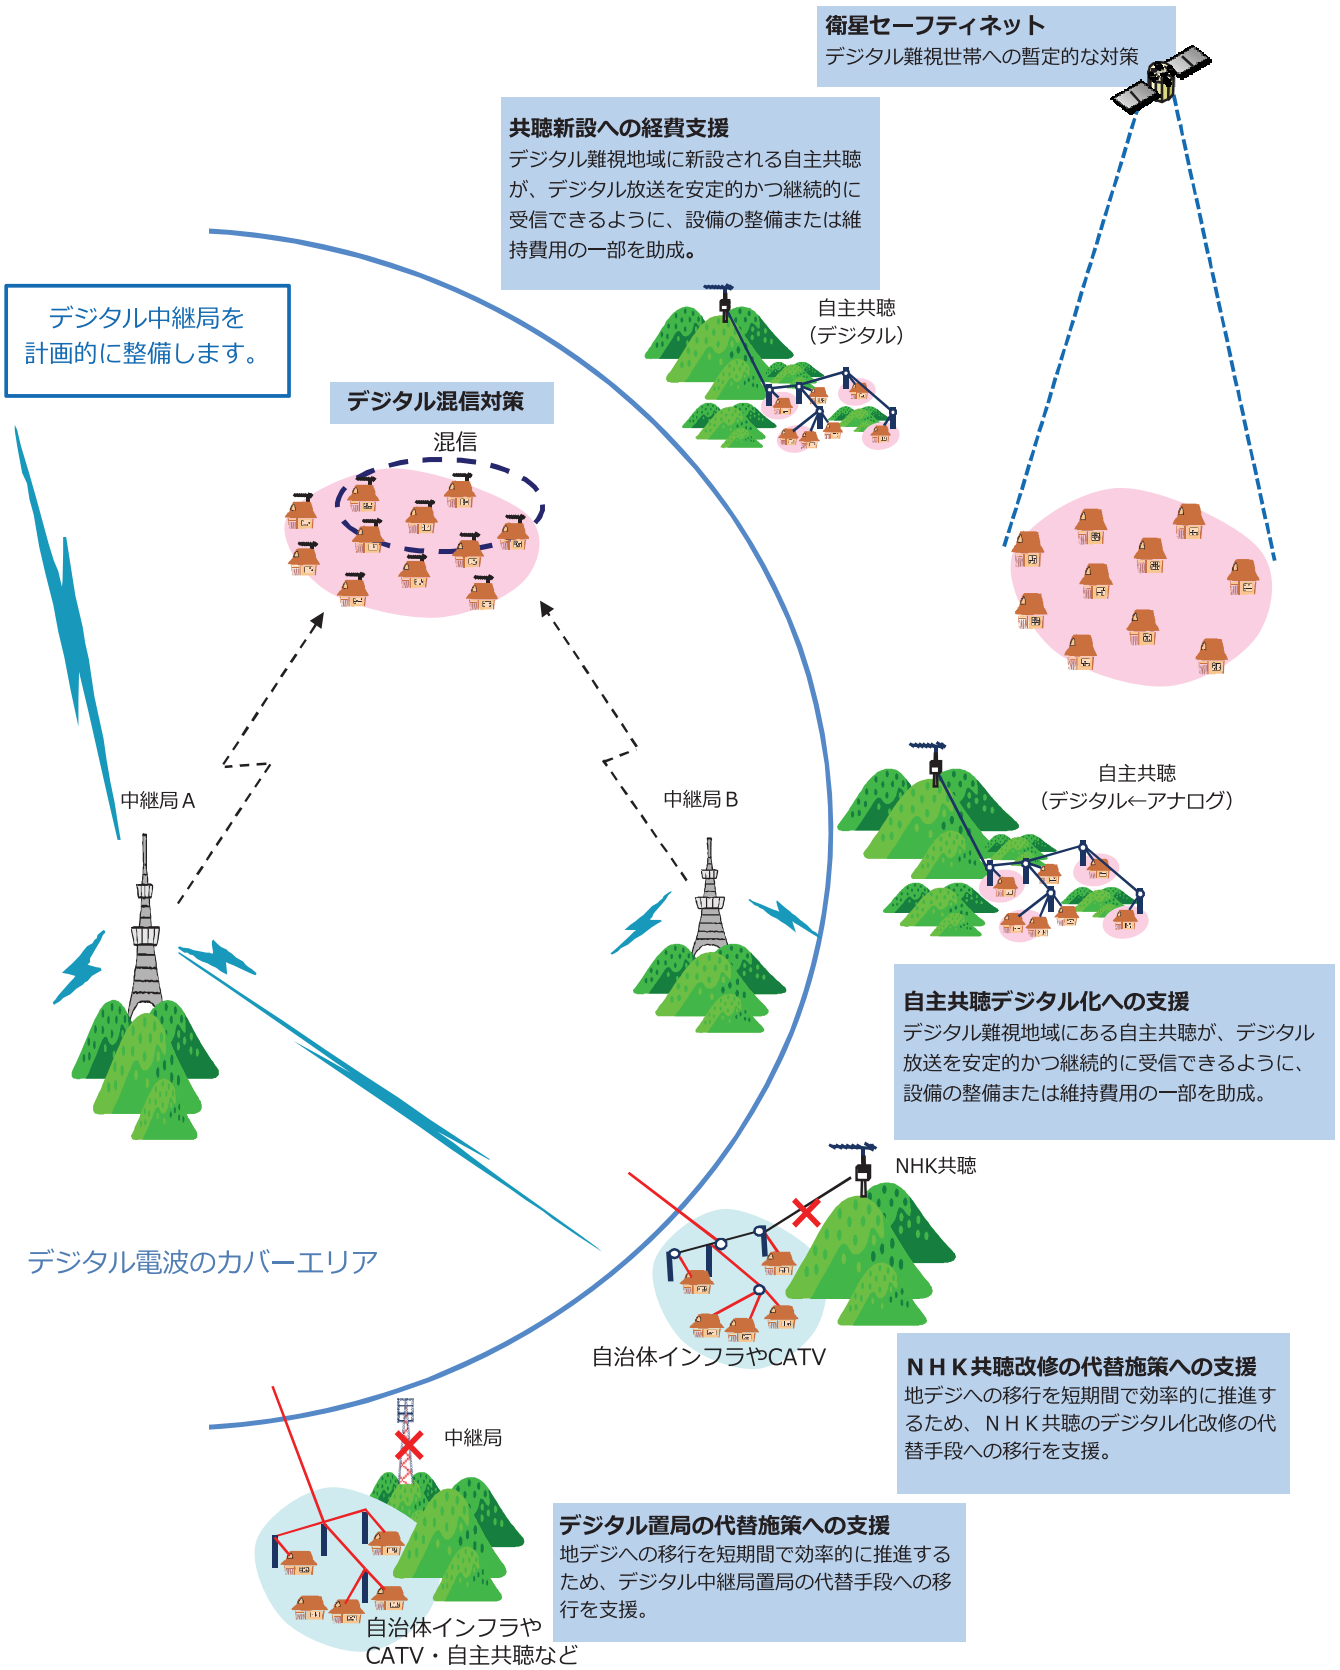 衛星セーフティネット
デジタル難視世帯への暫定的な対策
共聴新設への経費支援
デジタル難視地域に新設される自主共聴
が、デジタル放送を安定的かつ継続的に
受信できるように、設備の整備または維
持費用の一部を助成。
自主共聴
（デジタル）
デジタル中継局を
計画的に整備します。
デジタル混信対策
混信
中継局A
中継局B
自主共聴
（デジタル←アナログ）
自主共聴デジタル化への支援
デジタル難視地域にある自主共聴が、デジタル
放送を安定的かつ継続的に受信できるように、
設備の整備または維持費用の一部を助成。
NHK共聴
デジタル電波のカバーエリア
自治体インフラやCATV
ＮＨＫ共聴改修の代替施策への支援
地デジへの移行を短期間で効率的に推進す
るため、ＮＨＫ共聴のデジタル化改修の代
替手段への移行を支援。
中継局
デジタル置局の代替施策への支援
地デジへの移行を短期間で効率的に推進する
ため、デジタル中継局置局の代替手段への移
行を支援。
自治体インフラや
CATV・自主共聴など